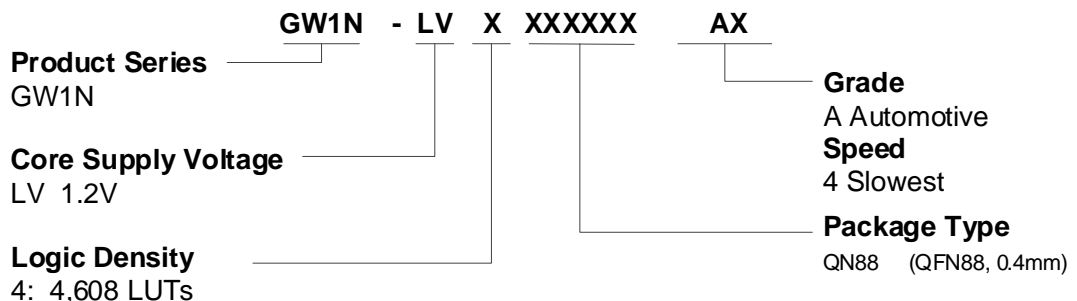 GW1N - LV X XXXXXX AX
Product Series
GW1N
Core Supply Voltage
LV 1.2V
Logic Density
4: 4,608 LUTs
Grade
A Automotive
Speed
4 Slowest
Package Type
QN88 (QFN88, 0.4mm)